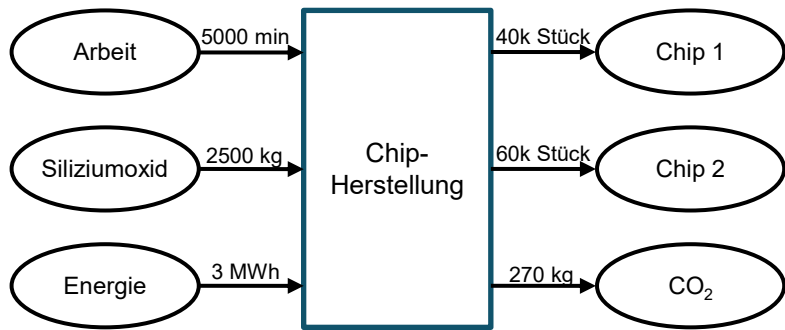 Arbeit
5000 min
40k Stück
Chip 1
Siliziumoxid
2500 kg
Chip-
Herstellung
60k Stück
Chip 2
Energie
3 MWh
270 kg
CO₂